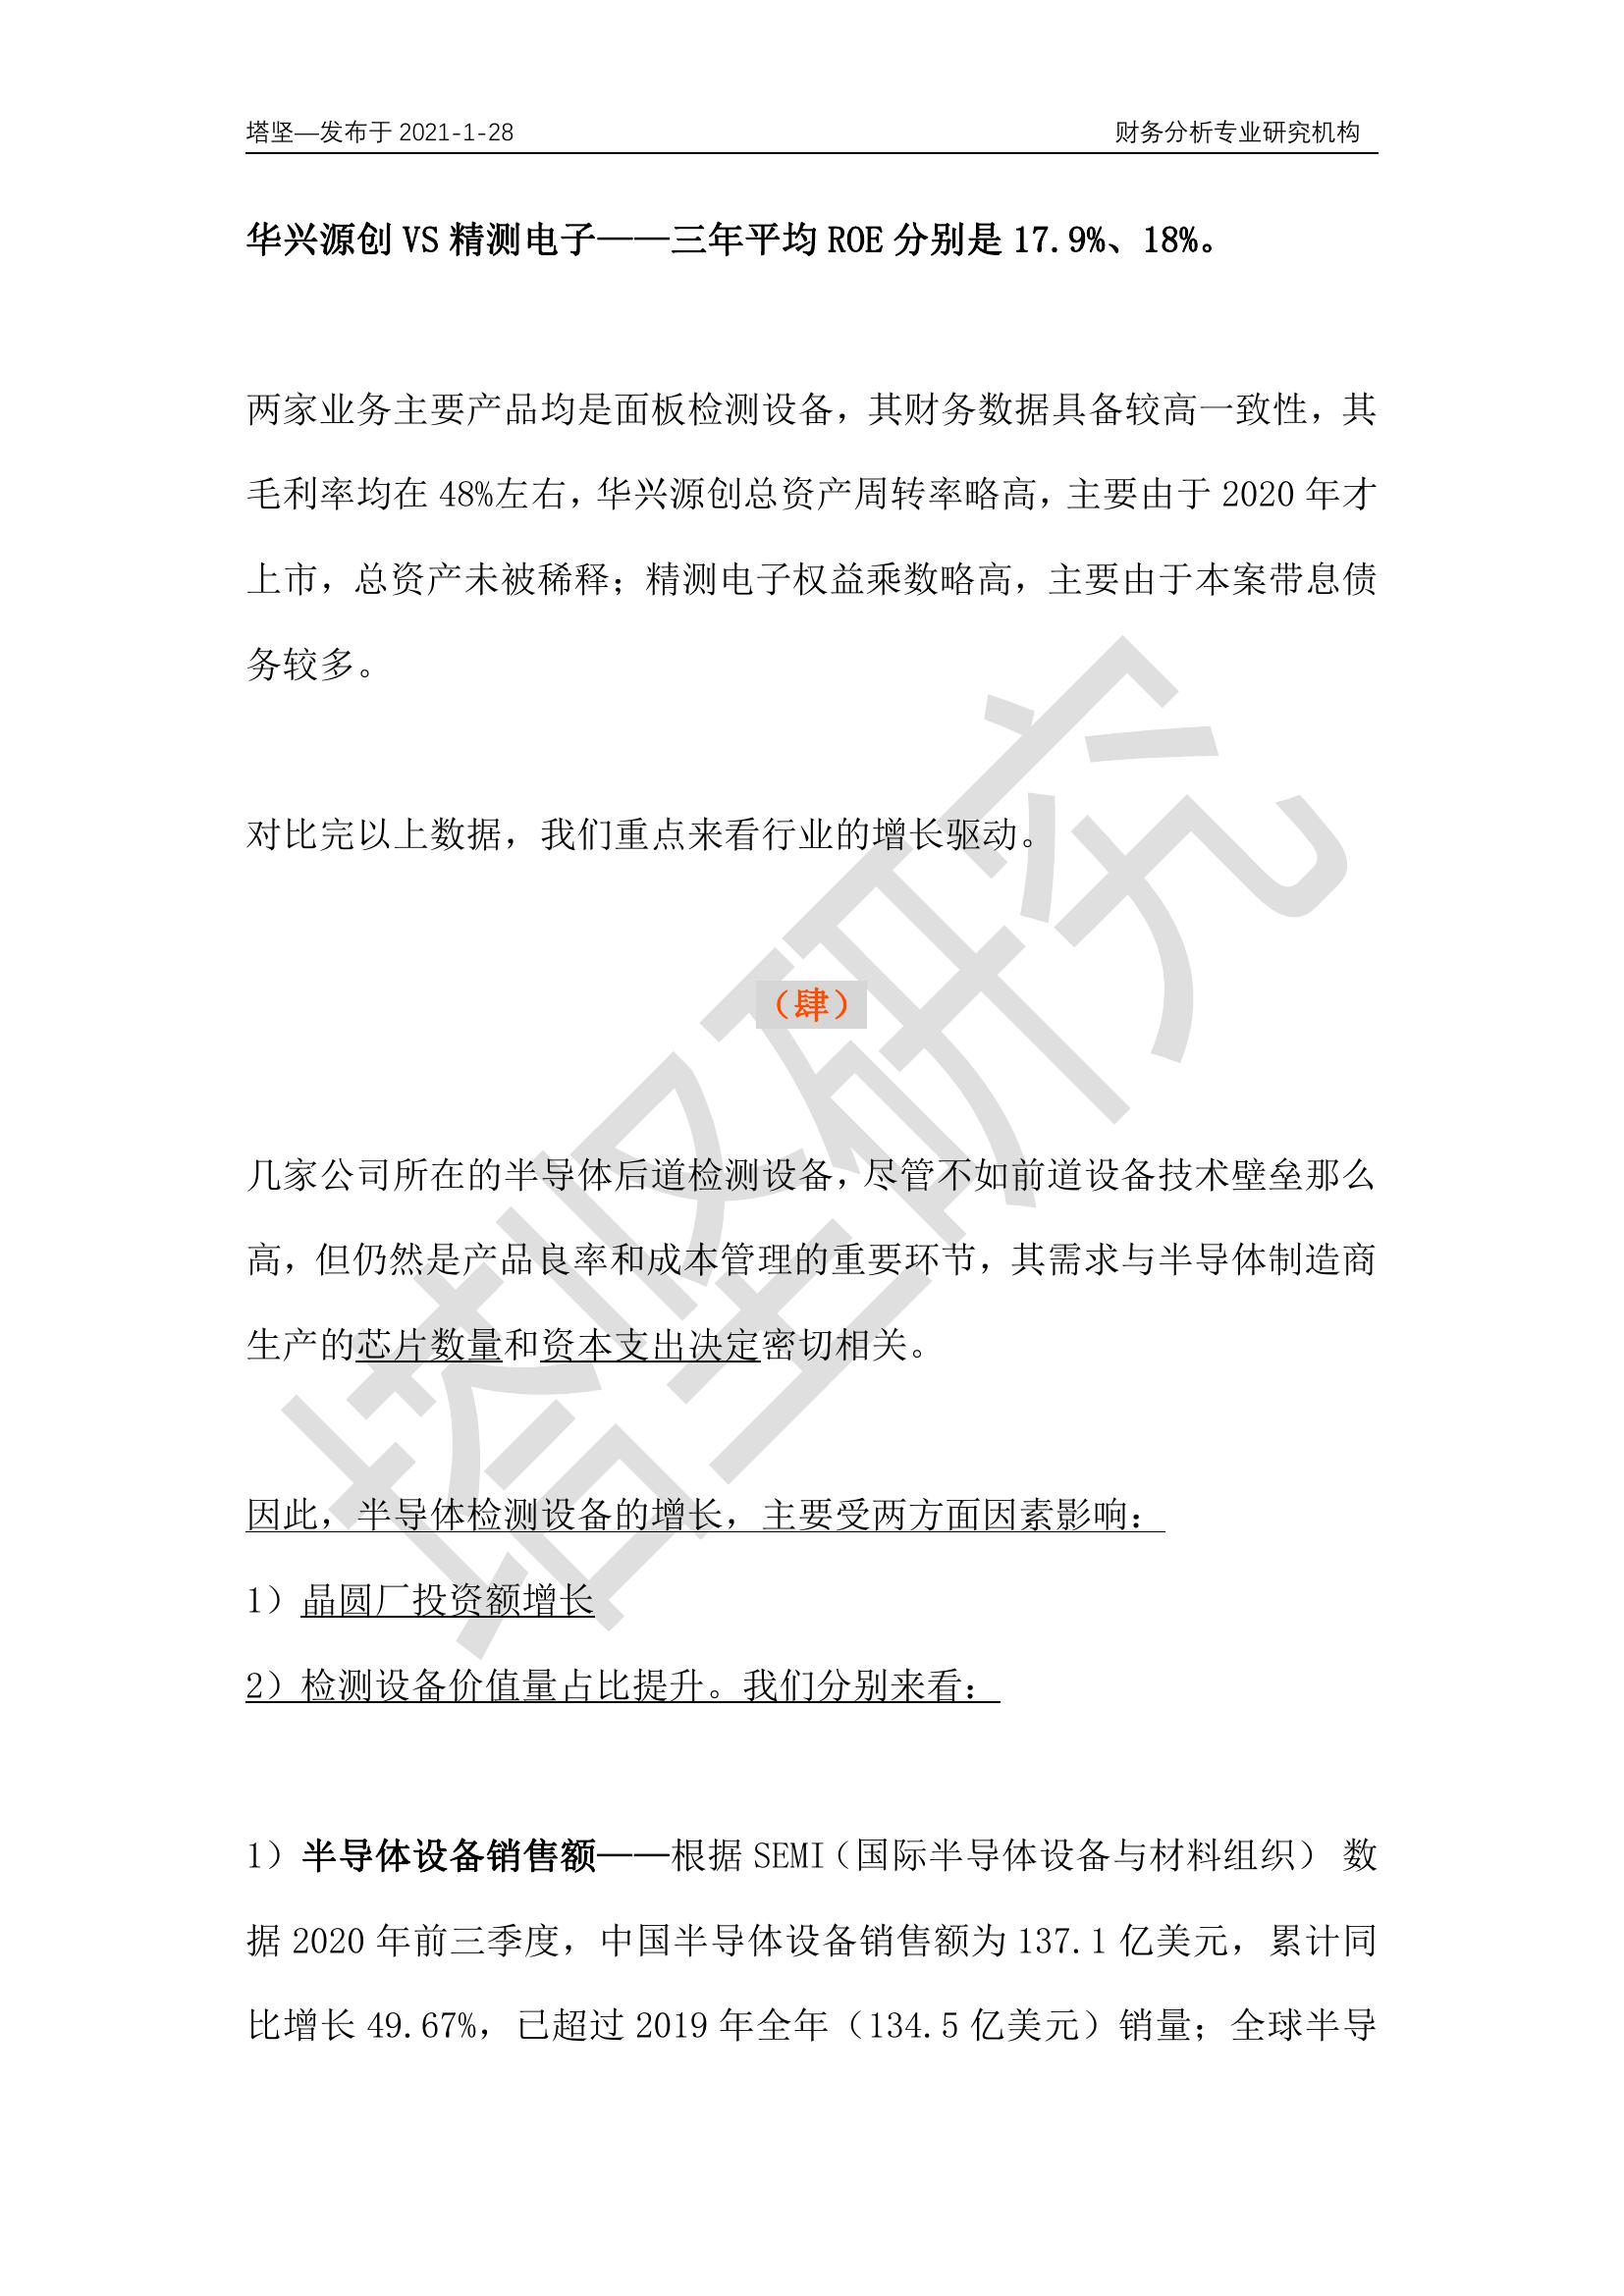 塔坚—发布于 2021-1-28 财务分析专业研究机构
华兴源创 VS 精测电子——三年平均 ROE 分别是 17.9%、18%。
两家业务主要产品均是面板检测设备，其财务数据具备较高一致性，其
毛利率均在 48%左右，华兴源创总资产周转率略高，主要由于 2020 年才
上市，总资产未被稀释；精测电子权益乘数略高，主要由于本案带息债
务较多。
对比完以上数据，我们重点来看行业的增长驱动。
（肆）
几家公司所在的半导体后道检测设备，尽管不如前道设备技术壁垒那么
高，但仍然是产品良率和成本管理的重要环节，其需求与半导体制造商
生产的芯片数量和资本支出决定密切相关。
因此，半导体检测设备的增长，主要受两方面因素影响：
1）晶圆厂投资额增长
2）检测设备价值量占比提升。我们分别来看：
1）半导体设备销售额——根据 SEMI（国际半导体设备与材料组织） 数
据 2020 年前三季度，中国半导体设备销售额为 137.1 亿美元，累计同
比增长 49.67%，已超过 2019 年全年（134.5 亿美元）销量；全球半导
塔坚研究